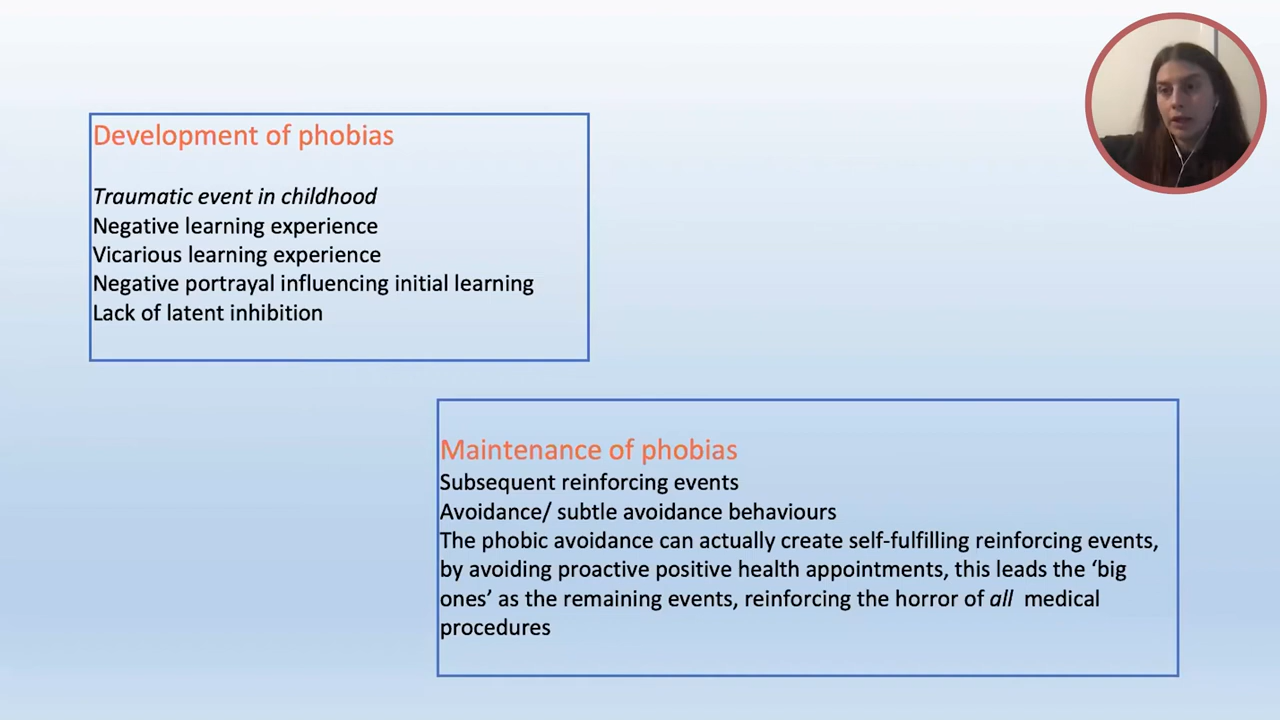 Development of phobias
Traumatic event in childhood
Negative learning experience
Vicarious learning experience
Negative portrayal influencing initial learning
Lack of latent inhibition
Maintenance of phobias
Subsequent reinforcing events
Avoidance/ subtle avoidance behaviours
The phobic avoidance can actually create self-fulfilling reinforcing events,
by avoiding proactive positive health appointments, this leads the ‘big
ones’ as the remaining events, reinforcing the horror of all medical
procedures